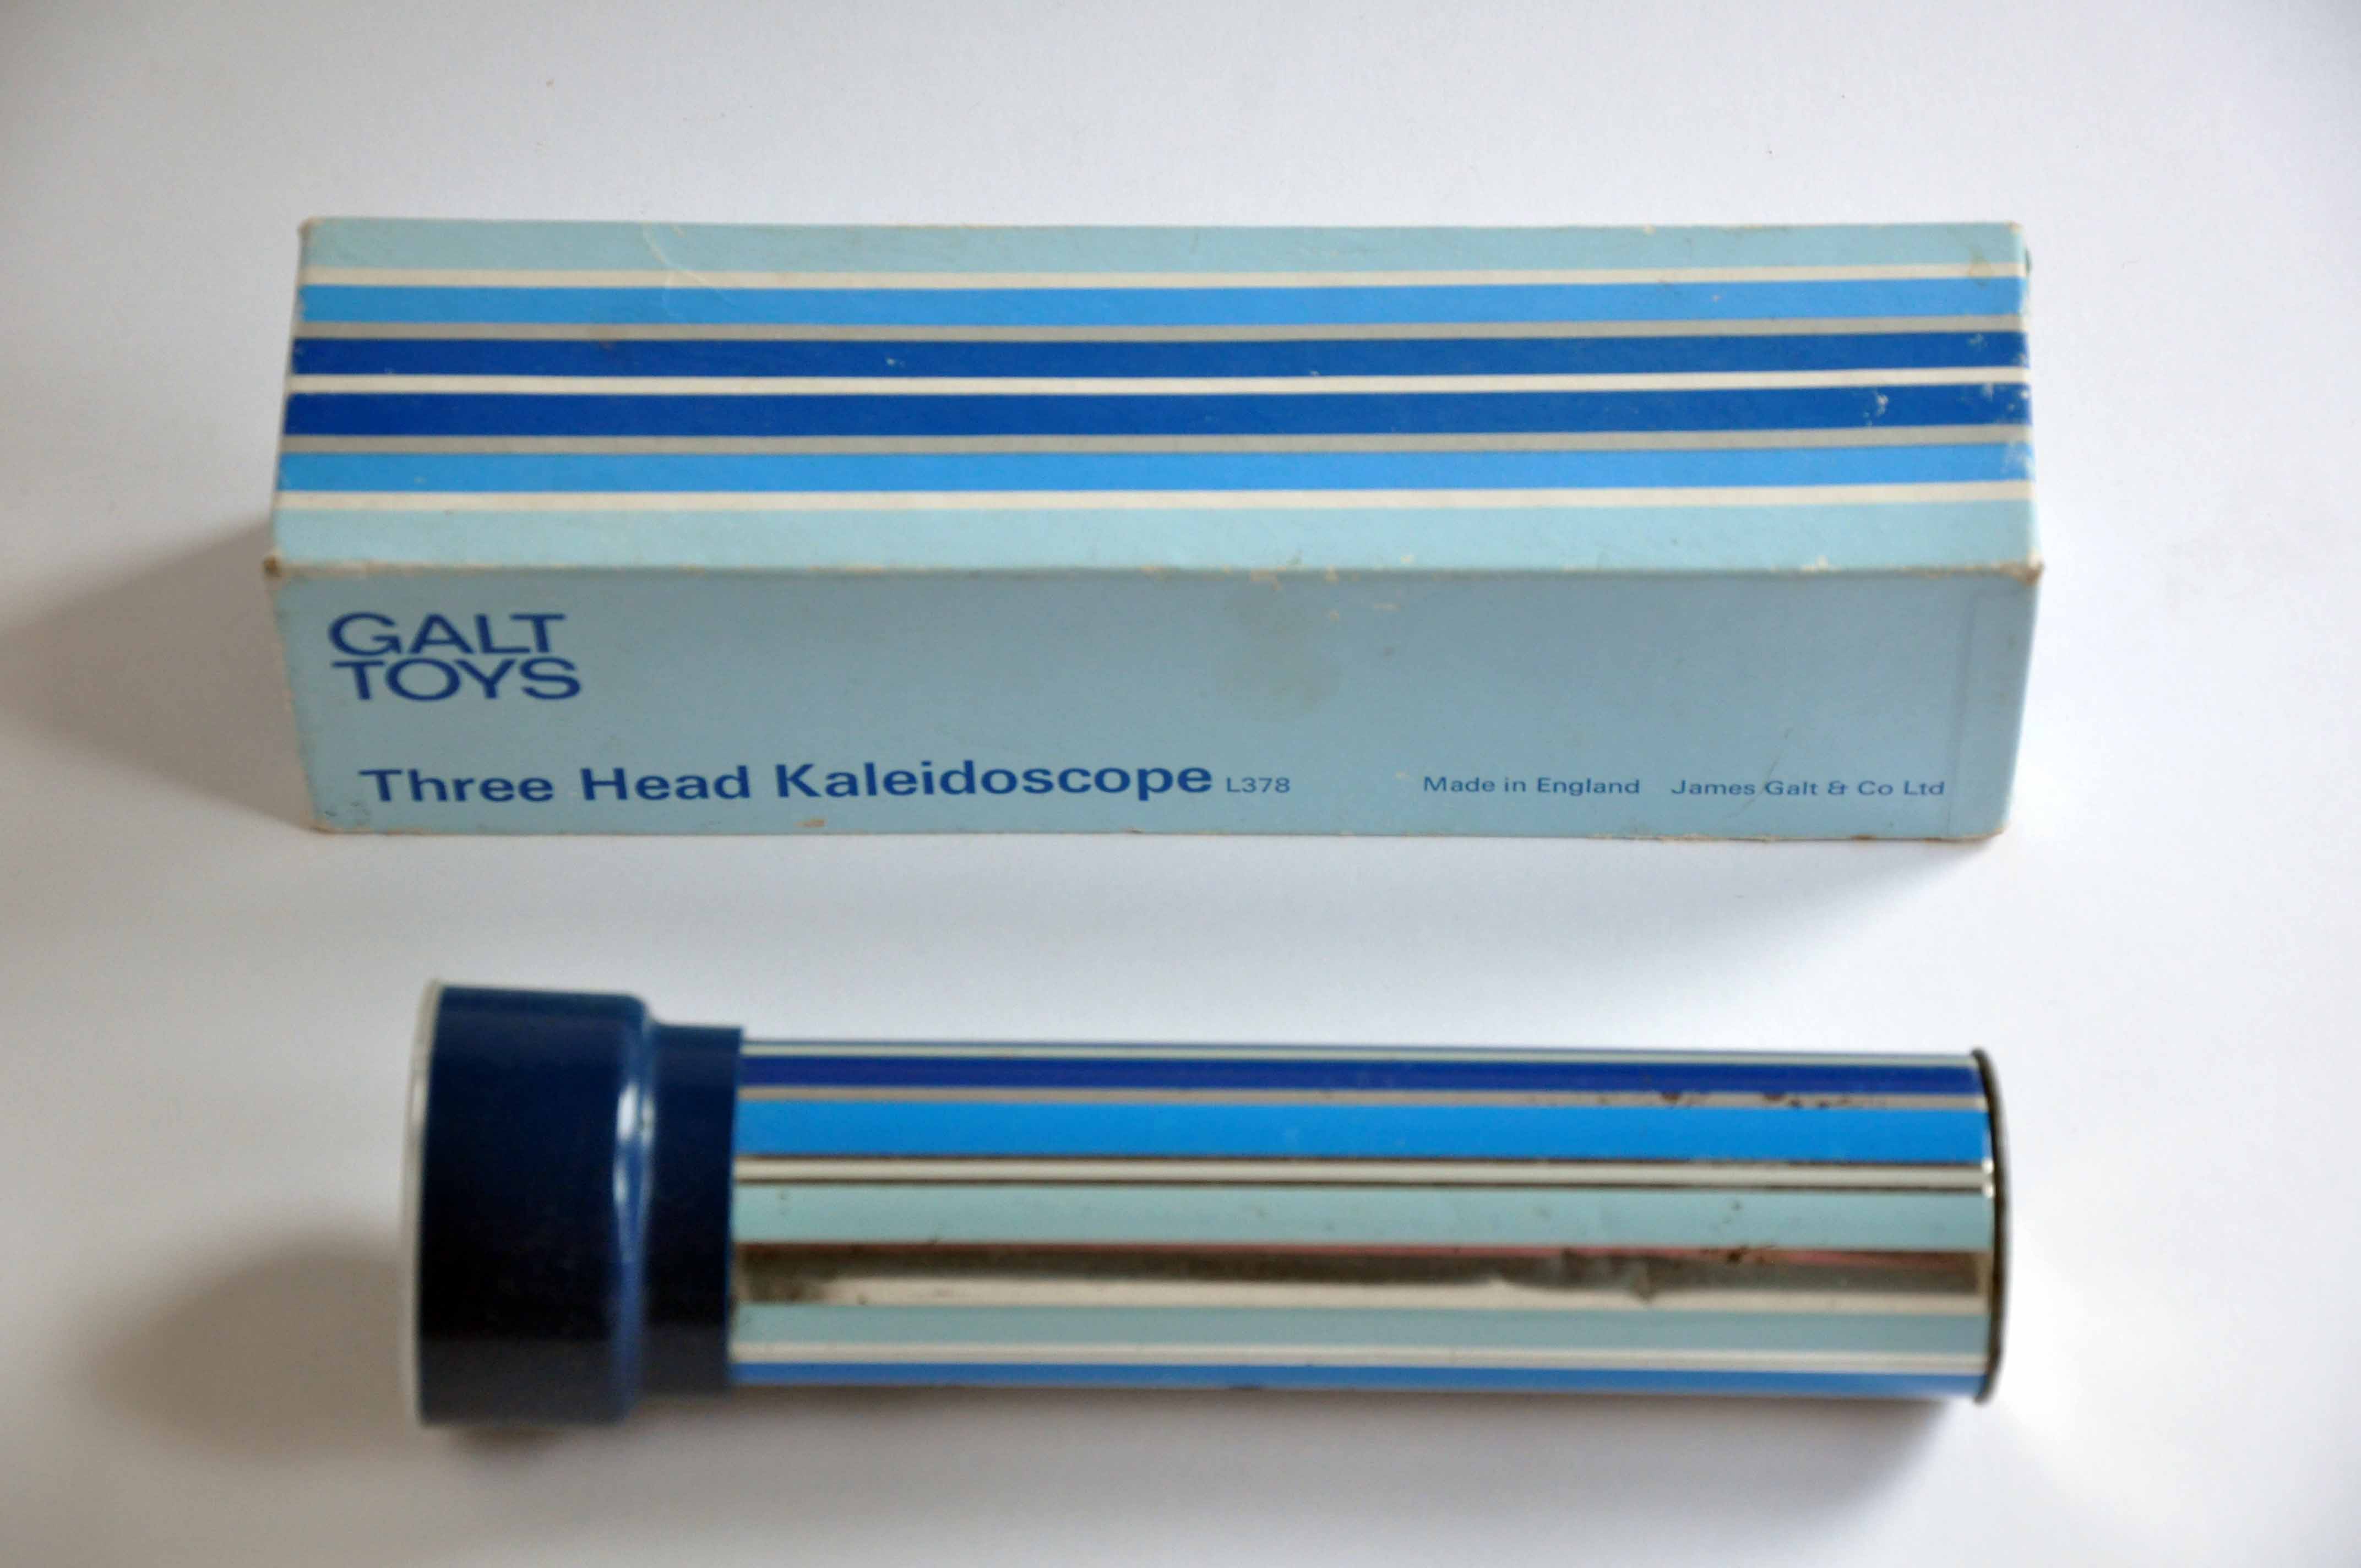 GALT
TOYS
Three Head Kaleidoscope L378 Made in England James Galt & Co Ltd